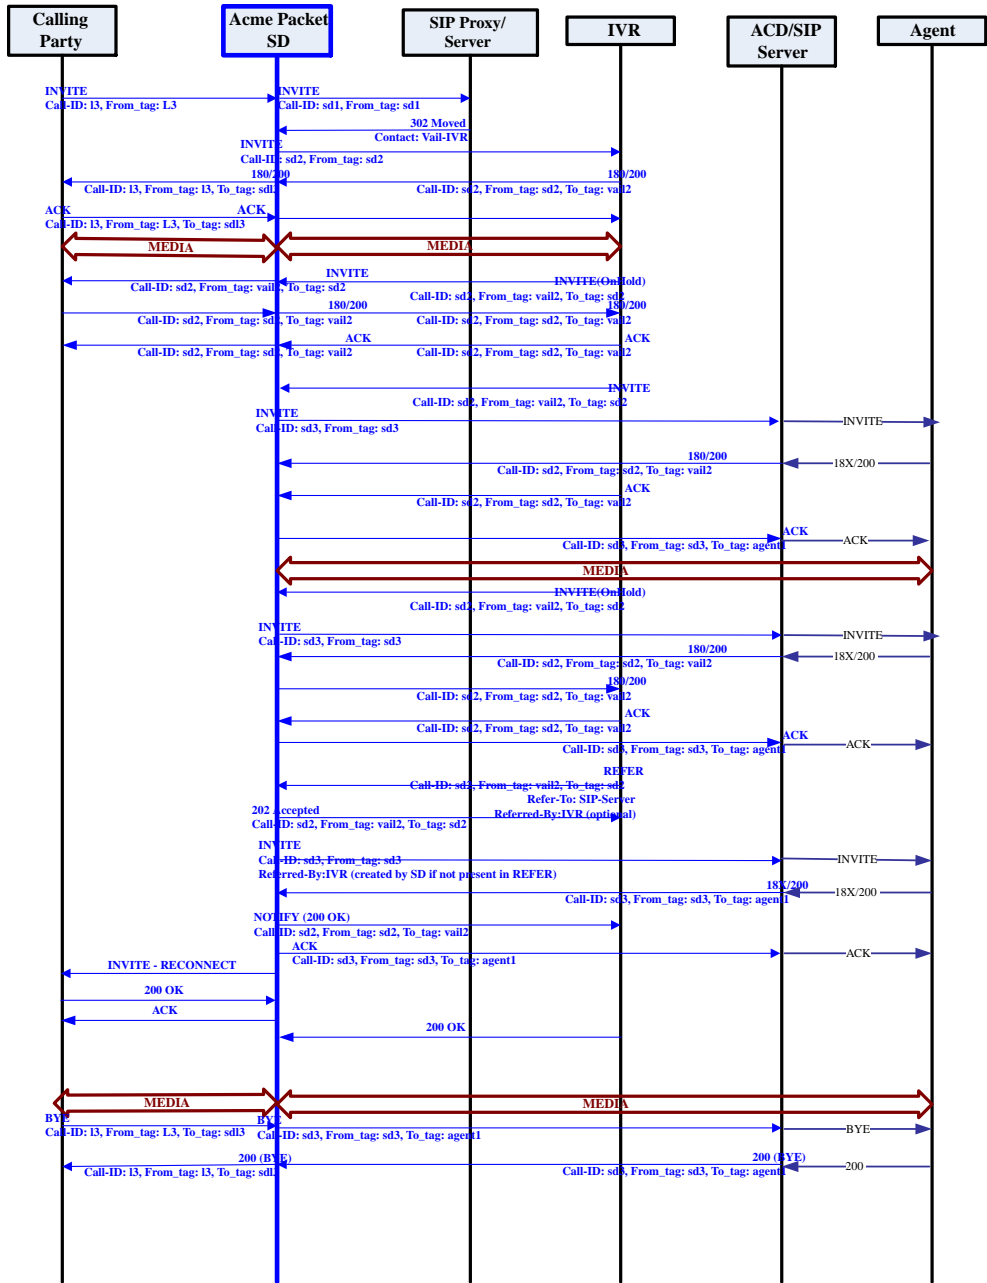 Calling
Party
Acme Packet
SD
SIP Proxy/
Server
IVR
ACD/SIP
Server
Agent
INVITE
Call-ID: l3, From_tag: L3
INVITE
Call-ID: sd1, From_tag: sd1
302 Moved
Contact: Vail-IVR
INVITE
Call-ID: sd2, From_tag: sd2
180/200
Call-ID: l3, From_tag: l3, To_tag: sdl3
180/200
Call-ID: sd2, From_tag: sd2, To_tag: vail2
ACK
Call-ID: l3, From_tag: L3, To_tag: sdl3
ACK
MEDIA
MEDIA
INVITE
Call-ID: sd2, From_tag: vail2, To_tag: sd2
INVITE(OnHold)
Call-ID: sd2, From_tag: vail2, To_tag: sd2
180/200
Call-ID: sd2, From_tag: sd2, To_tag: vail2
180/200
Call-ID: sd2, From_tag: sd2, To_tag: vail2
ACK
Call-ID: sd2, From_tag: sd2, To_tag: vail2
ACK
Call-ID: sd2, From_tag: sd2, To_tag: vail2
INVITE
Call-ID: sd2, From_tag: vail2, To_tag: sd2
INVITE
Call-ID: sd3, From_tag: sd3
INVITE
180/200
Call-ID: sd2, From_tag: sd2, To_tag: vail2
18X/200
ACK
Call-ID: sd2, From_tag: sd2, To_tag: vail2
ACK
Call-ID: sd3, From_tag: sd3, To_tag: agent1
ACK
MEDIA
INVITE(OnHold)
Call-ID: sd2, From_tag: vail2, To_tag: sd2
INVITE
Call-ID: sd3, From_tag: sd3
INVITE
180/200
Call-ID: sd2, From_tag: sd2, To_tag: vail2
18X/200
180/200
Call-ID: sd2, From_tag: sd2, To_tag: vail2
ACK
Call-ID: sd2, From_tag: sd2, To_tag: vail2
ACK
Call-ID: sd3, From_tag: sd3, To_tag: agent1
ACK
REFER
Call-ID: sd2, From_tag: vail2, To_tag: sd2
Refer-To: SIP-Server
Referred-By:IVR (optional)
202 Accepted
Call-ID: sd2, From_tag: vail2, To_tag: sd2
INVITE
Call-ID: sd3, From_tag: sd3
Referred-By:IVR (created by SD if not present in REFER)
INVITE
18X/200
Call-ID: sd3, From_tag: sd3, To_tag: agent1
18X/200
NOTIFY (200 OK)
Call-ID: sd2, From_tag: sd2, To_tag: vail2
ACK
Call-ID: sd3, From_tag: sd3, To_tag: agent1
ACK
INVITE - RECONNECT
200 OK
ACK
200 OK
MEDIA
MEDIA
BYE
Call-ID: l3, From_tag: L3, To_tag: sdl3
BYE
Call-ID: sd3, From_tag: sd3, To_tag: agent1
BYE
200 (BYE)
Call-ID: l3, From_tag: l3, To_tag: sdl3
200 (BYE)
Call-ID: sd3, From_tag: sd3, To_tag: agent1
200